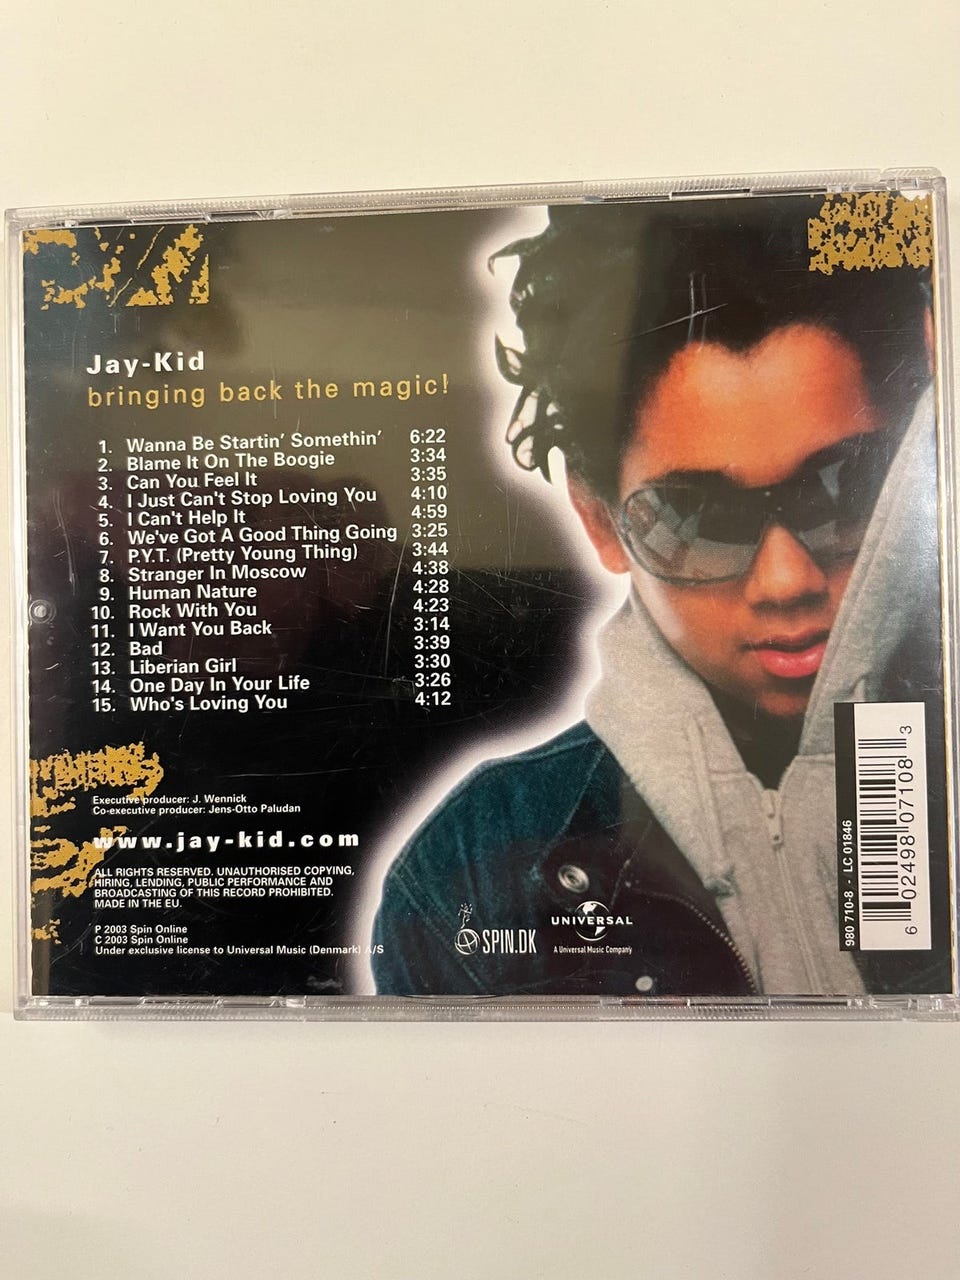 Jay-Kid
bringing back the magic!
1. Wanna Be Startin' Somethin' 6:22
2. Blame It On The Boogie 3:34
3. Can You Feel It 3:35
4. I Just Can't Stop Loving You 4:10
5. I Can't Help It 4:59
6. We've Got A Good Thing Going 3:25
7. P.Y.T. (Pretty Young Thing) 3:44
8. Stranger In Moscow 4:38
9. Human Nature 4:28
10. Rock With You 4:23
11. I Want You Back 3:14
12. Bad 3:39
13. Liberian Girl 3:30
14. One Day In Your Life 3:26
15. Who's Loving You 4:12
Executive producer: J. Wennick
Co-executive producer: Jens-Otto Paludan
www.jay-kid.com
ALL RIGHTS RESERVED. UNAUTHORISED COPYING,
HIRING, LENDING, PUBLIC PERFORMANCE AND
BROADCASTING OF THIS RECORD PROHIBITED.
MADE IN THE EU.
P 2003 Spin Online
C 2003 Spin Online
Under exclusive license to Universal Music (Denmark) A/S
SPIN.DK
UNIVERSAL
A Universal Music Company
980 710-8 - LC 01846
6 02498 07108 3